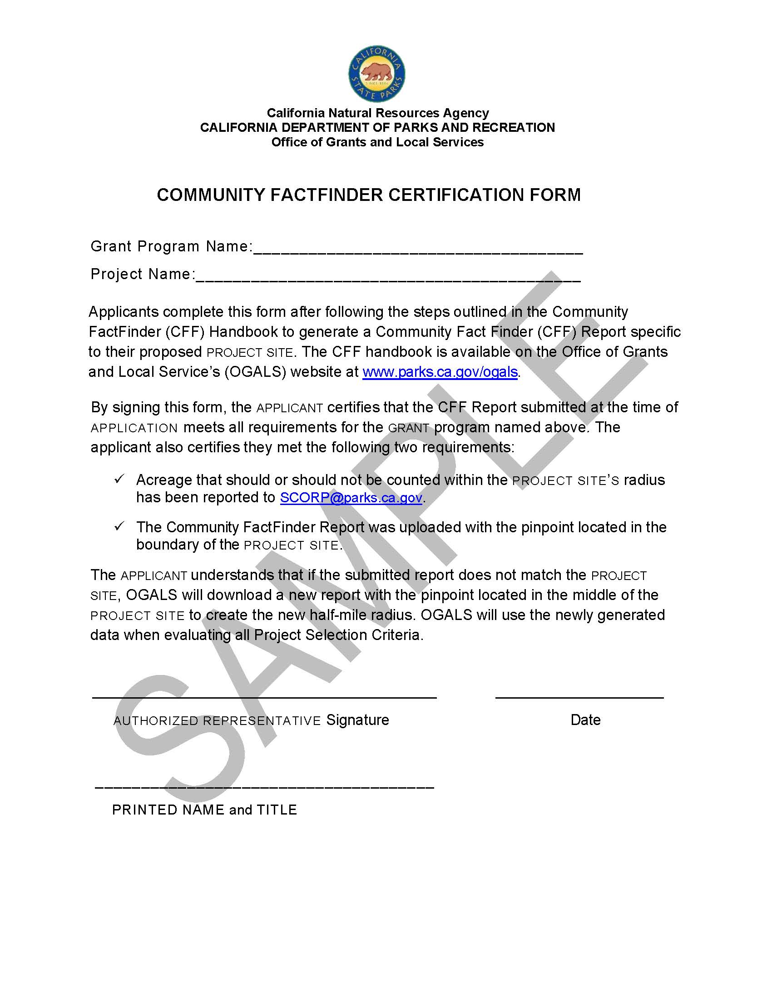 CALIFORNIA
SINCE 1864
STATE PARKS
California Natural Resources Agency
CALIFORNIA DEPARTMENT OF PARKS AND RECREATION
Office of Grants and Local Services
COMMUNITY FACTFINDER CERTIFICATION FORM
Grant Program Name:____________________________________
Project Name:__________________________________________
Applicants complete this form after following the steps outlined in the Community
FactFinder (CFF) Handbook to generate a Community Fact Finder (CFF) Report specific
to their proposed PROJECT SITE. The CFF handbook is available on the Office of Grants
and Local Service’s (OGALS) website at www.parks.ca.gov/ogals.
By signing this form, the APPLICANT certifies that the CFF Report submitted at the time of
APPLICATION meets all requirements for the GRANT program named above. The
applicant also certifies they met the following two requirements:
✓ Acreage that should or should not be counted within the PROJECT SITE’S radius
has been reported to SCORP@parks.ca.gov.
✓ The Community FactFinder Report was uploaded with the pinpoint located in the
boundary of the PROJECT SITE.
The APPLICANT understands that if the submitted report does not match the PROJECT
SITE, OGALS will download a new report with the pinpoint located in the middle of the
PROJECT SITE to create the new half-mile radius. OGALS will use the newly generated
data when evaluating all Project Selection Criteria.
AUTHORIZED REPRESENTATIVE Signature Date
_____________________________________
PRINTED NAME and TITLE
SAMPLE